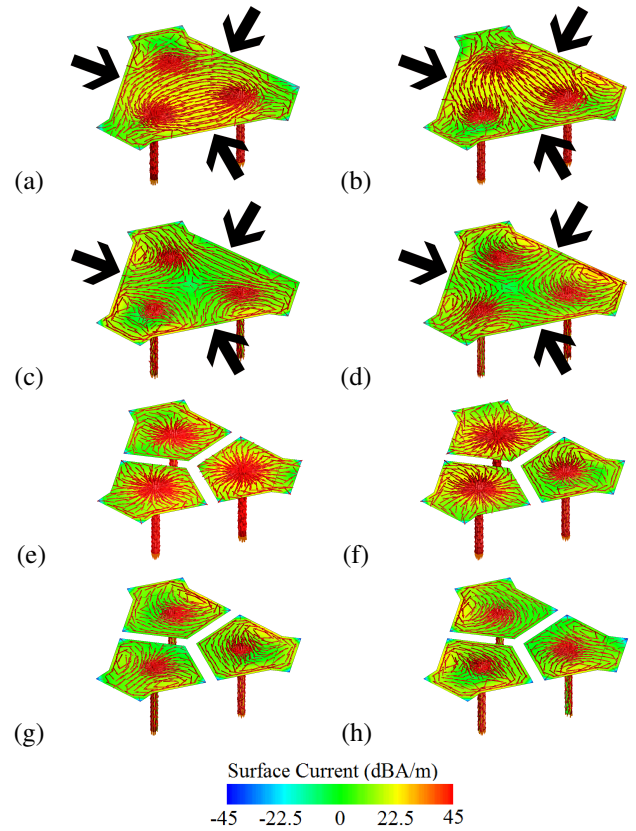 (a) (b)
(c) (d)
(e) (f)
(g) (h)
Surface Current (dBA/m)
-45 -22.5 0 22.5 45